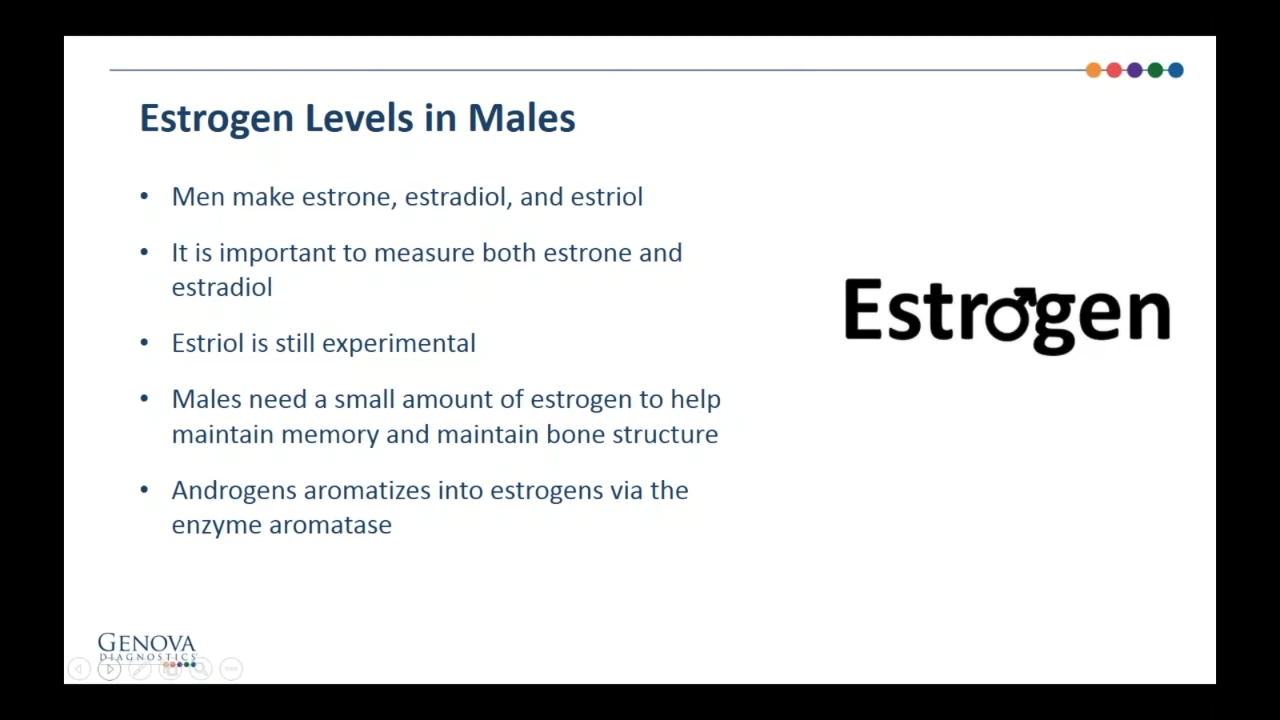 Estrogen Levels in Males
• Men make estrone, estradiol, and estriol
• It is important to measure both estrone and
estradiol
• Estriol is still experimental
• Males need a small amount of estrogen to help
maintain memory and maintain bone structure
• Androgens aromatizes into estrogens via the
enzyme aromatase
Estrogen
GENOVA
DIAGNOSTICS